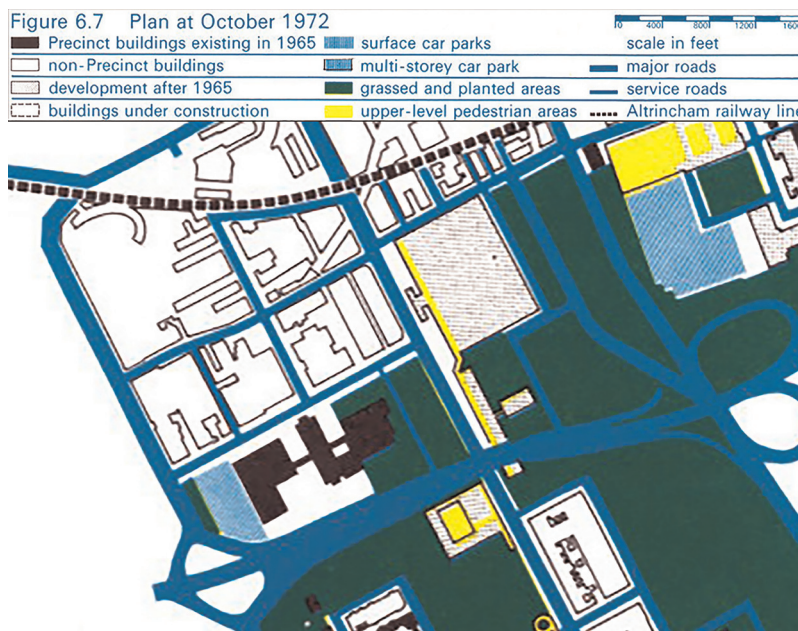 Figure 6.7 Plan at October 1972
0 400 800 1200 1600
Precinct buildings existing in 1965
surface car parks
scale in feet
non-Precinct buildings
multi-storey car park
major roads
development after 1965
grassed and planted areas
service roads
buildings under construction
upper-level pedestrian areas
Altrincham railway line